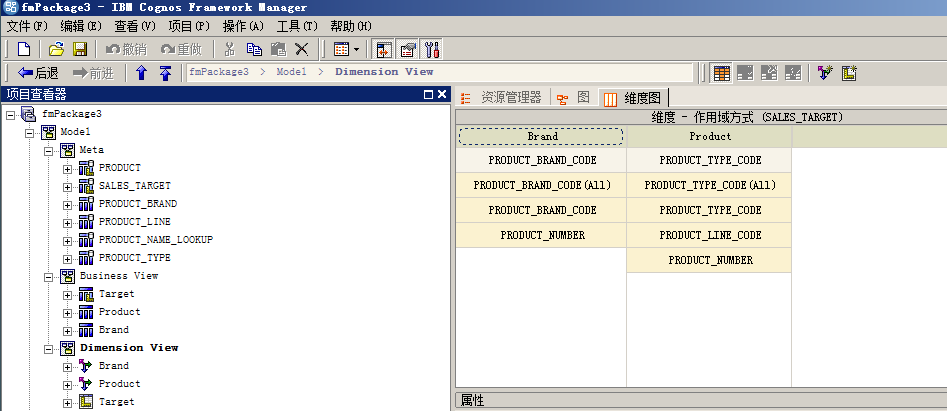 fmPackage3 - IBM Cognos Framework Manager
文件(F) 编辑(E) 查看(V) 项目(P) 操作(A) 工具(T) 帮助(H)
撤销 重做
后退 前进 fmPackage3 > Model > Dimension View
项目查看器
fmPackage3
Model
Meta
PRODUCT
SALES_TARGET
PRODUCT_BRAND
PRODUCT_LINE
PRODUCT_NAME_LOOKUP
PRODUCT_TYPE
Business View
Target
Product
Brand
Dimension View
Brand
Product
Target
资源管理器 图 维度图
维度 - 作用域方式 (SALES_TARGET)
Brand Product
PRODUCT_BRAND_CODE PRODUCT_TYPE_CODE
PRODUCT_BRAND_CODE(All) PRODUCT_TYPE_CODE(All)
PRODUCT_BRAND_CODE PRODUCT_TYPE_CODE
PRODUCT_NUMBER PRODUCT_LINE_CODE
PRODUCT_NUMBER
属性